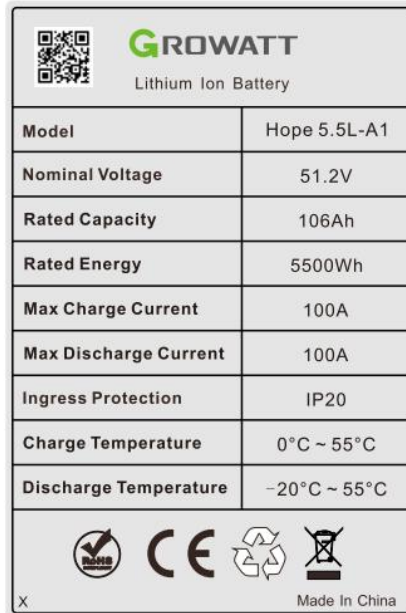 GROWATT
Lithium Ion Battery
Model Hope 5.5L-A1
Nominal Voltage 51.2V
Rated Capacity 106Ah
Rated Energy 5500Wh
Max Charge Current 100A
Max Discharge Current 100A
Ingress Protection IP20
Charge Temperature 0°C ~ 55°C
Discharge Temperature -20°C ~ 55°C
RoHS
CE
X Made In China